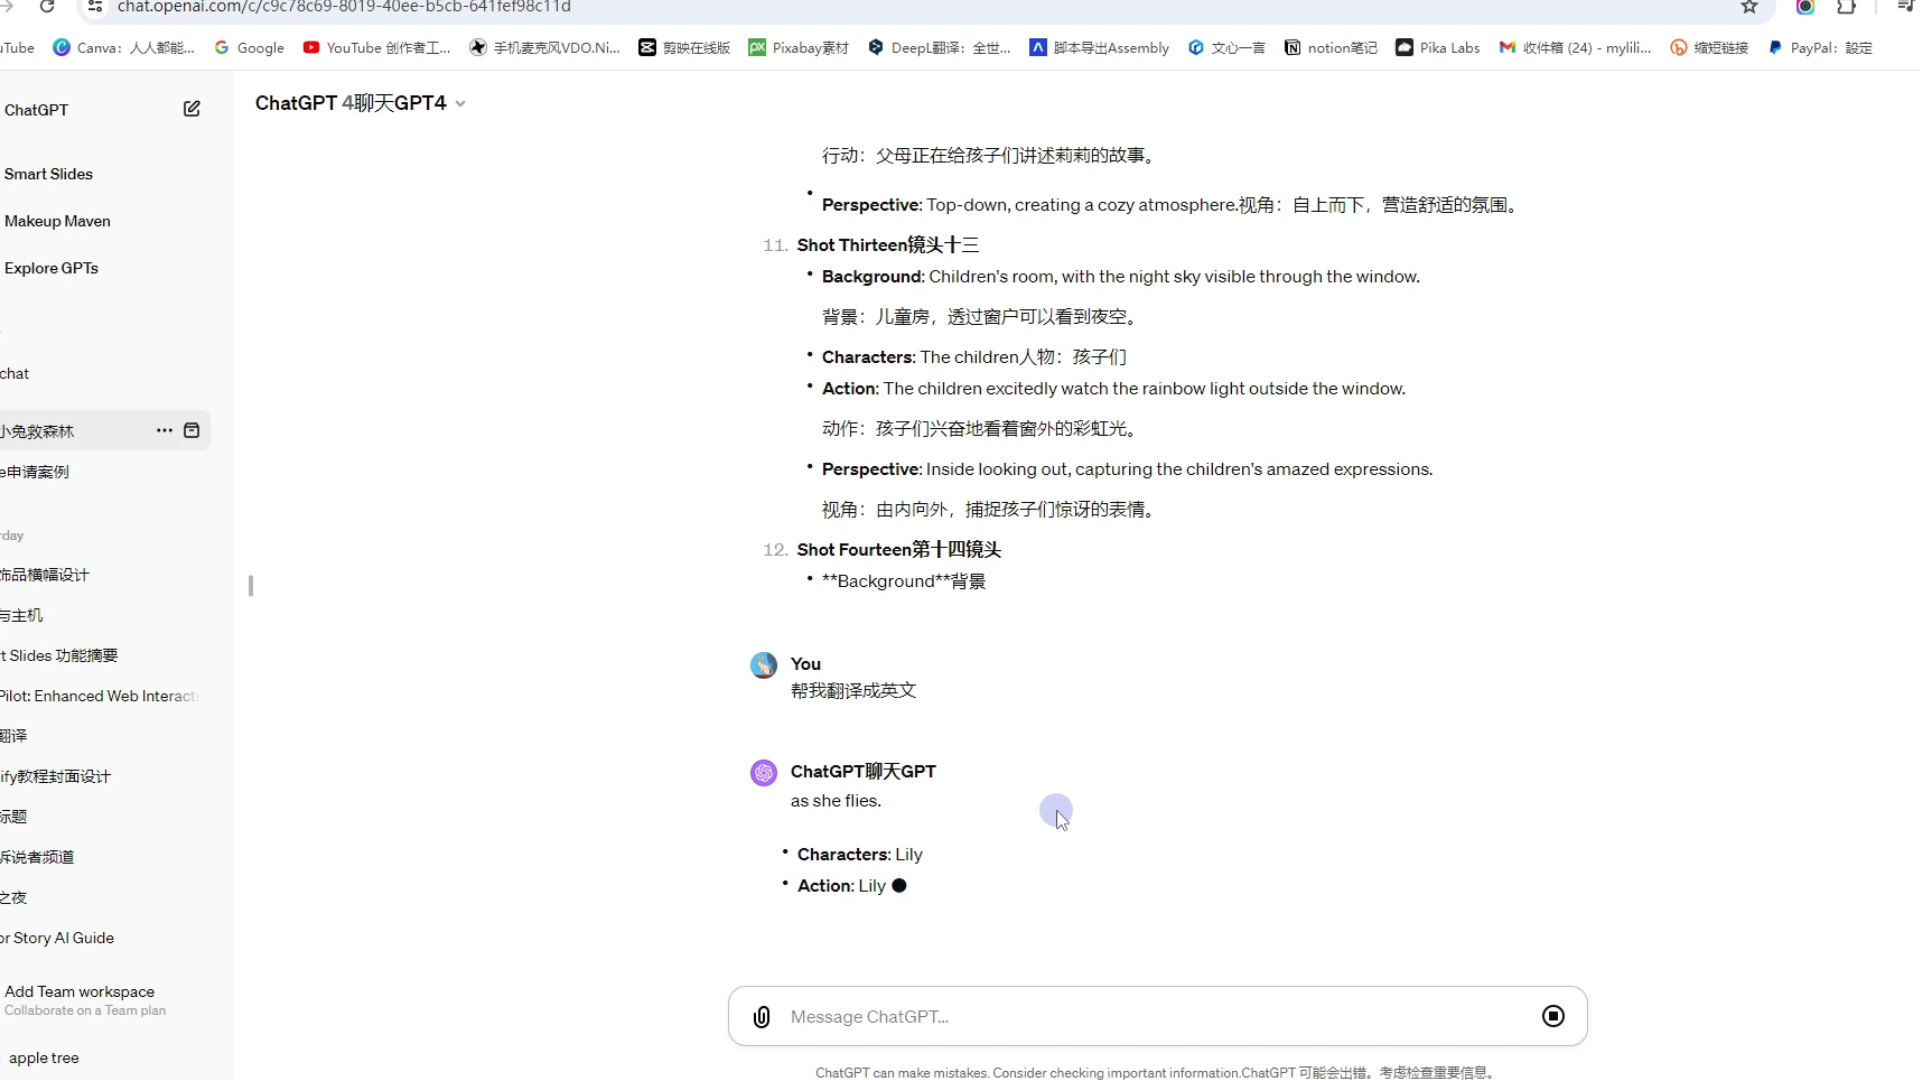 chat.openai.com/c/c9c78c69-8019-40ee-b5cb-641fef98c11d
uTube Canva：人人都能... Google YouTube 创作者工... 手机麦克风VDO.Ni... 剪映在线版 Pixabay素材 DeepL翻译：全世... 脚本导出Assembly 文心一言 notion笔记 Pika Labs 收件箱 (24) - mylili... 缩短链接 PayPal：設定
ChatGPT
Smart Slides
Makeup Maven
Explore GPTs
chat
小兔救森林
e申请案例
rday
饰品横幅设计
与主机
t Slides 功能摘要
Pilot: Enhanced Web Interacti
翻译
ify教程封面设计
标题
诉说者频道
之夜
or Story AI Guide
Add Team workspace
Collaborate on a Team plan
apple tree
ChatGPT 4聊天GPT4
行动：父母正在给孩子们讲述莉莉的故事。
• Perspective: Top-down, creating a cozy atmosphere.视角：自上而下，营造舒适的氛围。
11. Shot Thirteen镜头十三
• Background: Children's room, with the night sky visible through the window.
背景：儿童房，透过窗户可以看到夜空。
• Characters: The children人物：孩子们
• Action: The children excitedly watch the rainbow light outside the window.
动作：孩子们兴奋地看着窗外的彩虹光。
• Perspective: Inside looking out, capturing the children's amazed expressions.
视角：由内向外，捕捉孩子们惊讶的表情。
12. Shot Fourteen第十四镜头
• **Background**背景
You
帮我翻译成英文
ChatGPT聊天GPT
as she flies.
• Characters: Lily
• Action: Lily
Message ChatGPT...
ChatGPT can make mistakes. Consider checking important information.ChatGPT 可能会出错。考虑检查重要信息。